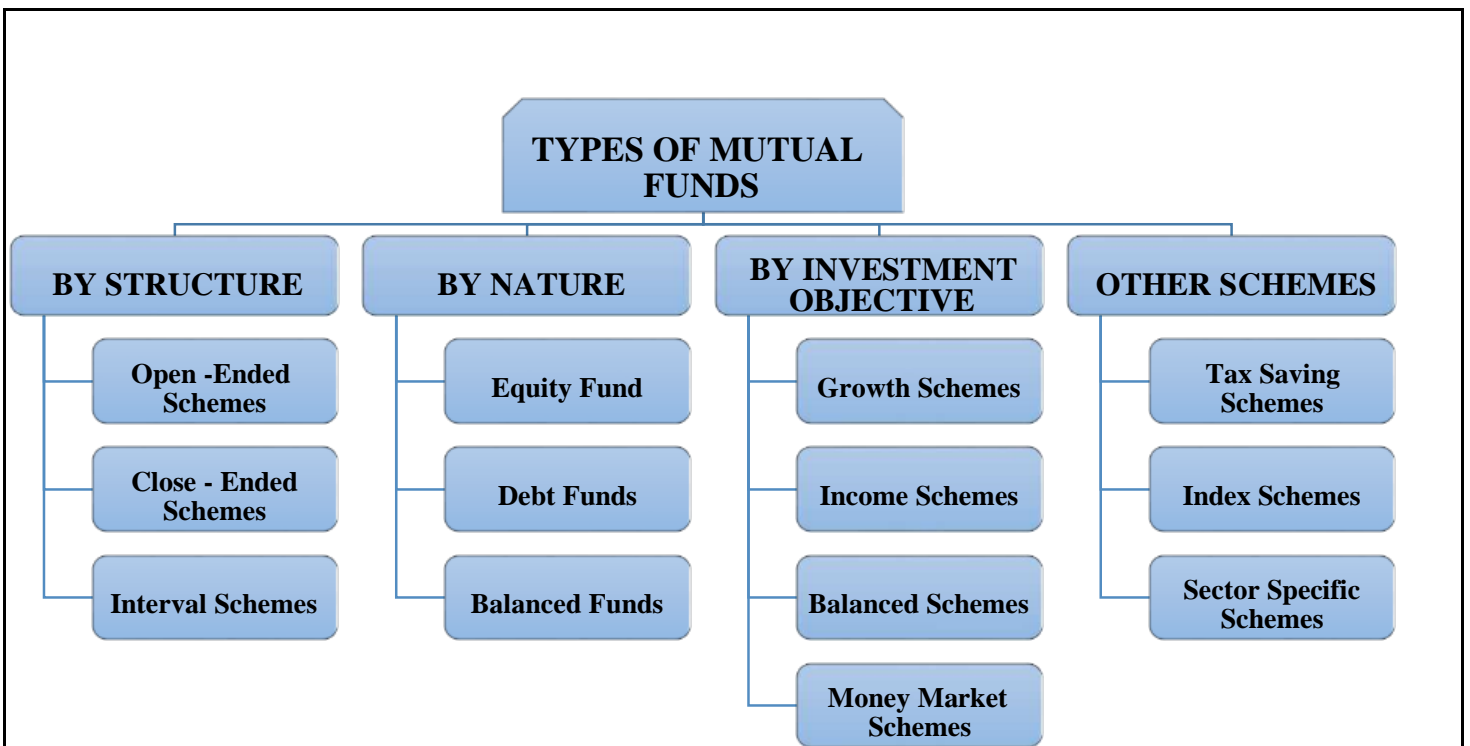 TYPES OF MUTUAL
FUNDS
BY STRUCTURE
Open -Ended
Schemes
Close - Ended
Schemes
Interval Schemes
BY NATURE
Equity Fund
Debt Funds
Balanced Funds
BY INVESTMENT
OBJECTIVE
Growth Schemes
Income Schemes
Balanced Schemes
Money Market
Schemes
OTHER SCHEMES
Tax Saving
Schemes
Index Schemes
Sector Specific
Schemes